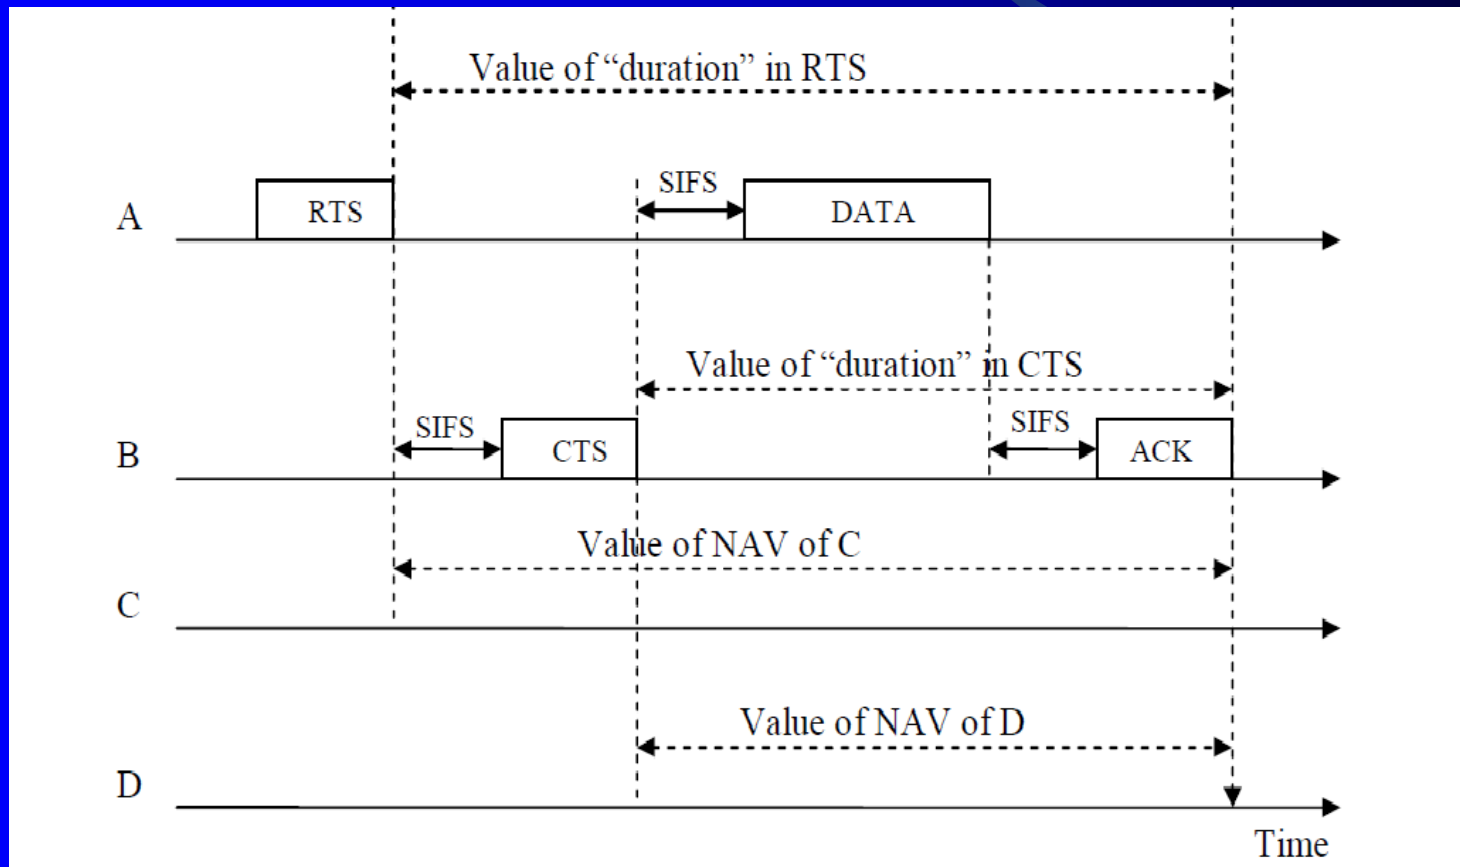 Value of “duration” in RTS
SIFS
RTS
DATA
A
Value of “duration” in CTS
SIFS
SIFS
CTS
ACK
B
Value of NAV of C
C
Value of NAV of D
D
Time